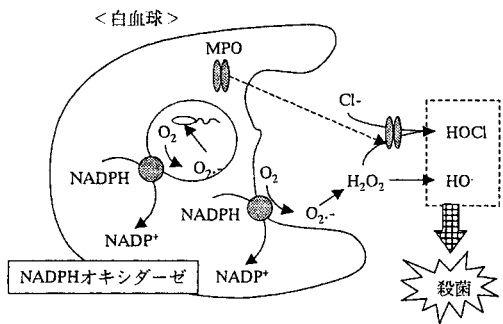 <白血球>
MPO
Cl-
O₂
O₂·-
NADPH
NADP⁺
O₂
NADPH
O₂·-
NADP⁺
H₂O₂
HOCl
HO·
NADPHオキシダーゼ
殺菌